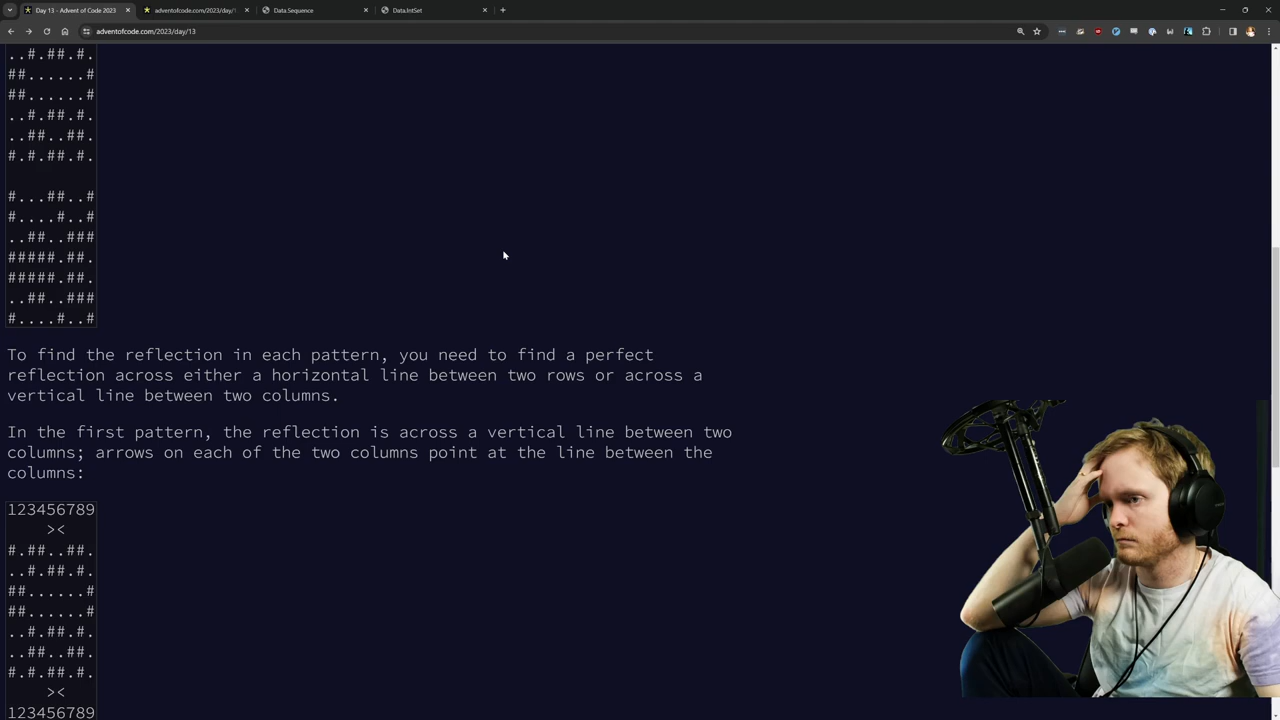 Day 13 - Advent of Code 2023
adventofcode.com/2023/day/1
Data.Sequence
Data.IntSet
adventofcode.com/2023/day/13
..#.##.#.
##......#
##......#
..#.##.#.
..##..##.
#.#.##.#.
#...##..#
#....#..#
..##..###
#####.##.
#####.##.
..##..###
#....#..#
To find the reflection in each pattern, you need to find a perfect
reflection across either a horizontal line between two rows or across a
vertical line between two columns.
In the first pattern, the reflection is across a vertical line between two
columns; arrows on each of the two columns point at the line between the
columns:
123456789
><
#.##..##.
..#.##.#.
##......#
##......#
..#.##.#.
..##..##.
#.#.##.#.
><
123456789